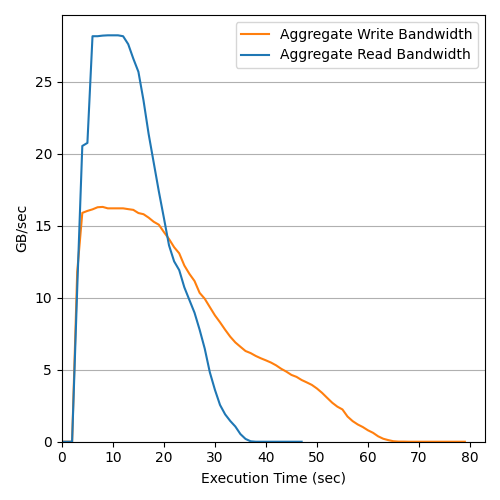 Aggregate Write Bandwidth
Aggregate Read Bandwidth
GB/sec
25
20
15
10
5
0
0 10 20 30 40 50 60 70 80
Execution Time (sec)